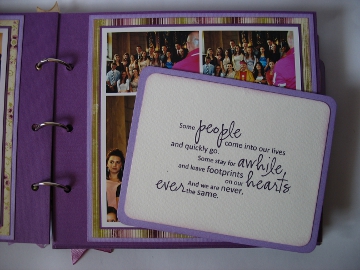 Some people come into our lives
and quickly go.
Some stay for awhile,
and leave footprints
on our hearts
And we are never,
ever the same.